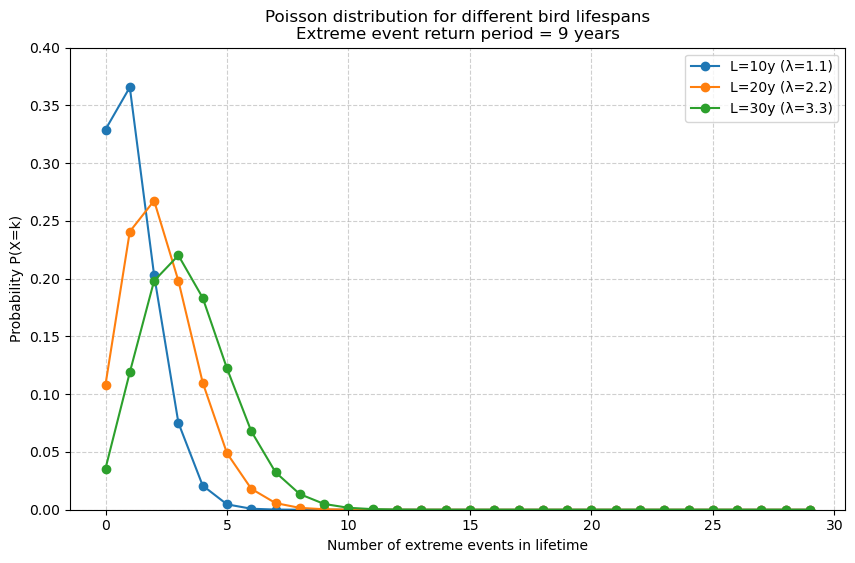 Poisson distribution for different bird lifespans
Extreme event return period = 9 years
L=10y (λ=1.1)
L=20y (λ=2.2)
L=30y (λ=3.3)
Probability P(X=k)
0.40
0.35
0.30
0.25
0.20
0.15
0.10
0.05
0.00
0 5 10 15 20 25 30
Number of extreme events in lifetime